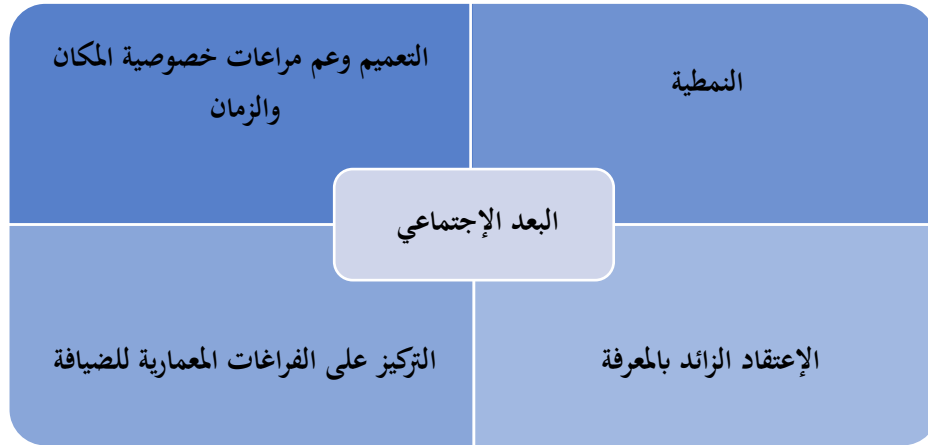 النمطية
التعميم وعم مراعات خصوصية المكان
والزمان
البعد الإجتماعي
الإعتقاد الزائد بالمعرفة
التركيز على الفراغات المعمارية للضيافة